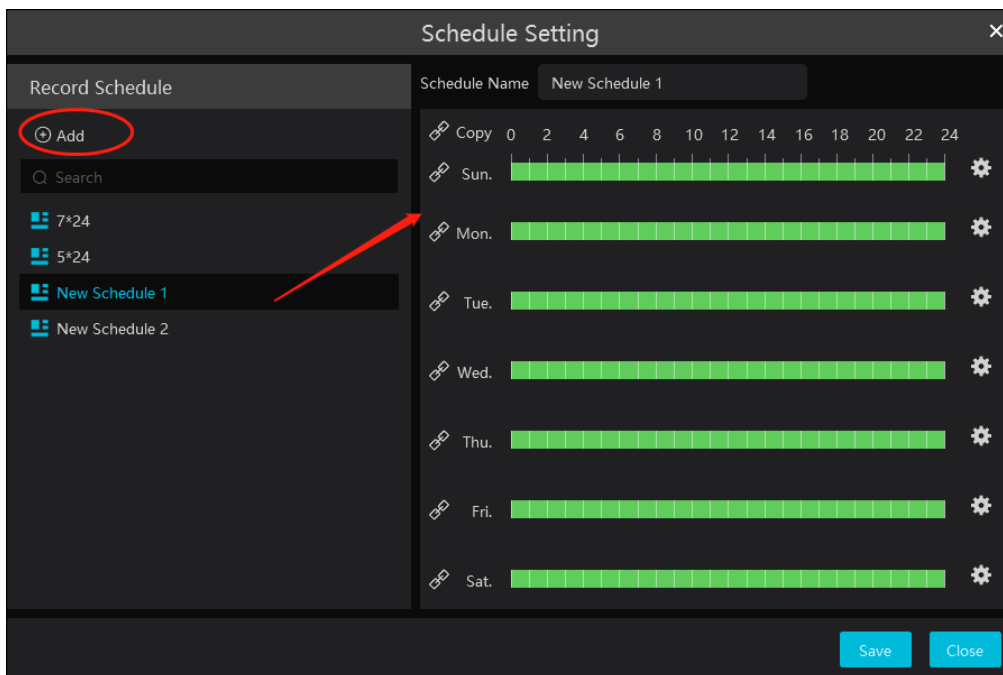 Schedule Setting
Record Schedule
Add
Search
7*24
5*24
New Schedule 1
New Schedule 2
Schedule Name New Schedule 1
Copy 0 2 4 6 8 10 12 14 16 18 20 22 24
Sun.
Mon.
Tue.
Wed.
Thu.
Fri.
Sat.
Save Close